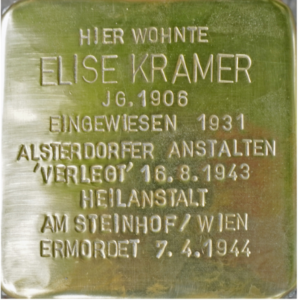 HIER WOHNTE
ELISE KRAMER
JG. 1906
EINGEWIESEN 1931
ALSTERDORFER ANSTALTEN
'VERLEGT' 16.8.1943
HEILANSTALT
AM STEINHOF / WIEN
ERMORDET 7.4.1944